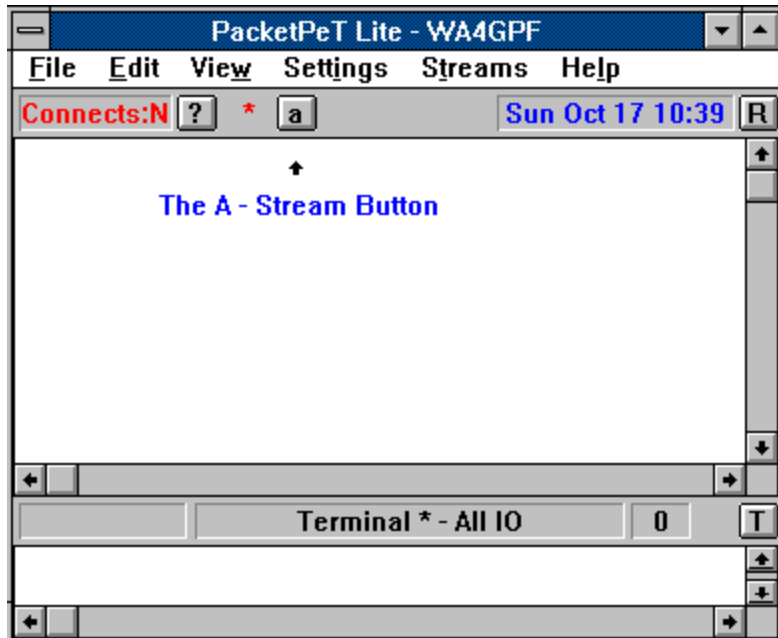 PacketPeT Lite - WA4GPF
File Edit View Settings Streams Help
Connects:N ? * a Sun Oct 17 10:39 R
The A - Stream Button
Terminal * - All IO 0 T